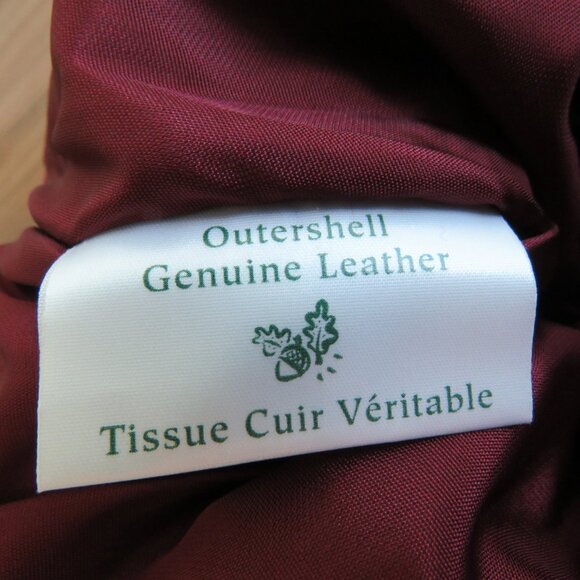 Outershell
Genuine Leather
Tissue Cuir Véritable